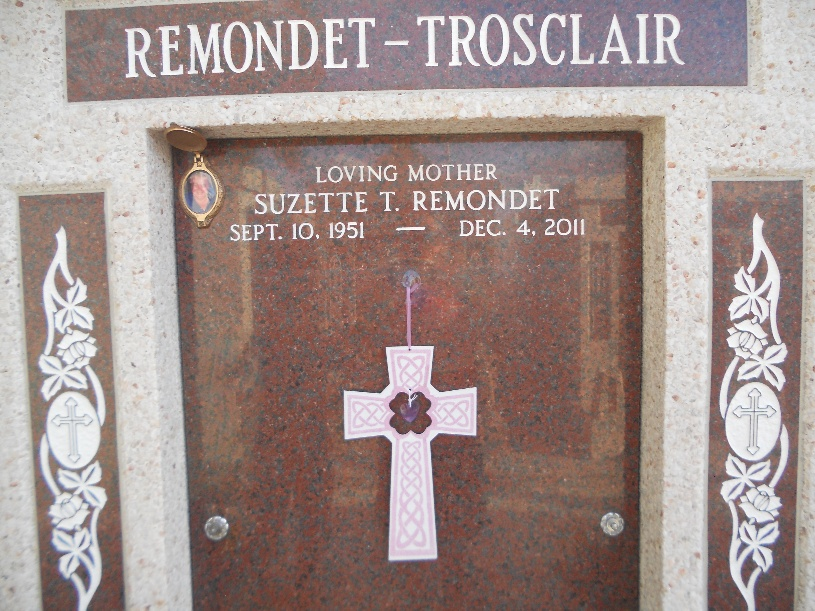 REMONDET – TROSCLAIR
LOVING MOTHER
SUZETTE T. REMONDET
SEPT. 10, 1951 — DEC. 4, 2011